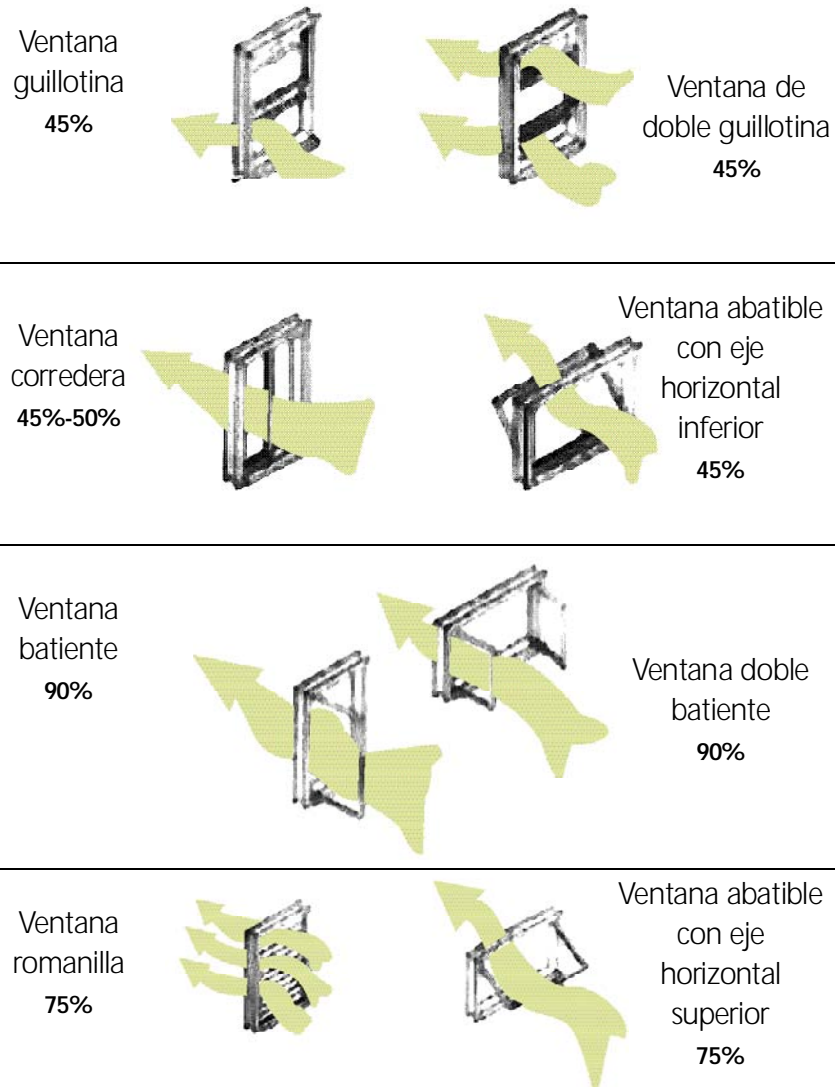 Ventana
guillotina
45%
Ventana de
doble guillotina
45%
Ventana
corredera
45%-50%
Ventana abatible
con eje
horizontal
inferior
45%
Ventana
batiente
90%
Ventana doble
batiente
90%
Ventana
romanilla
75%
Ventana abatible
con eje
horizontal
superior
75%